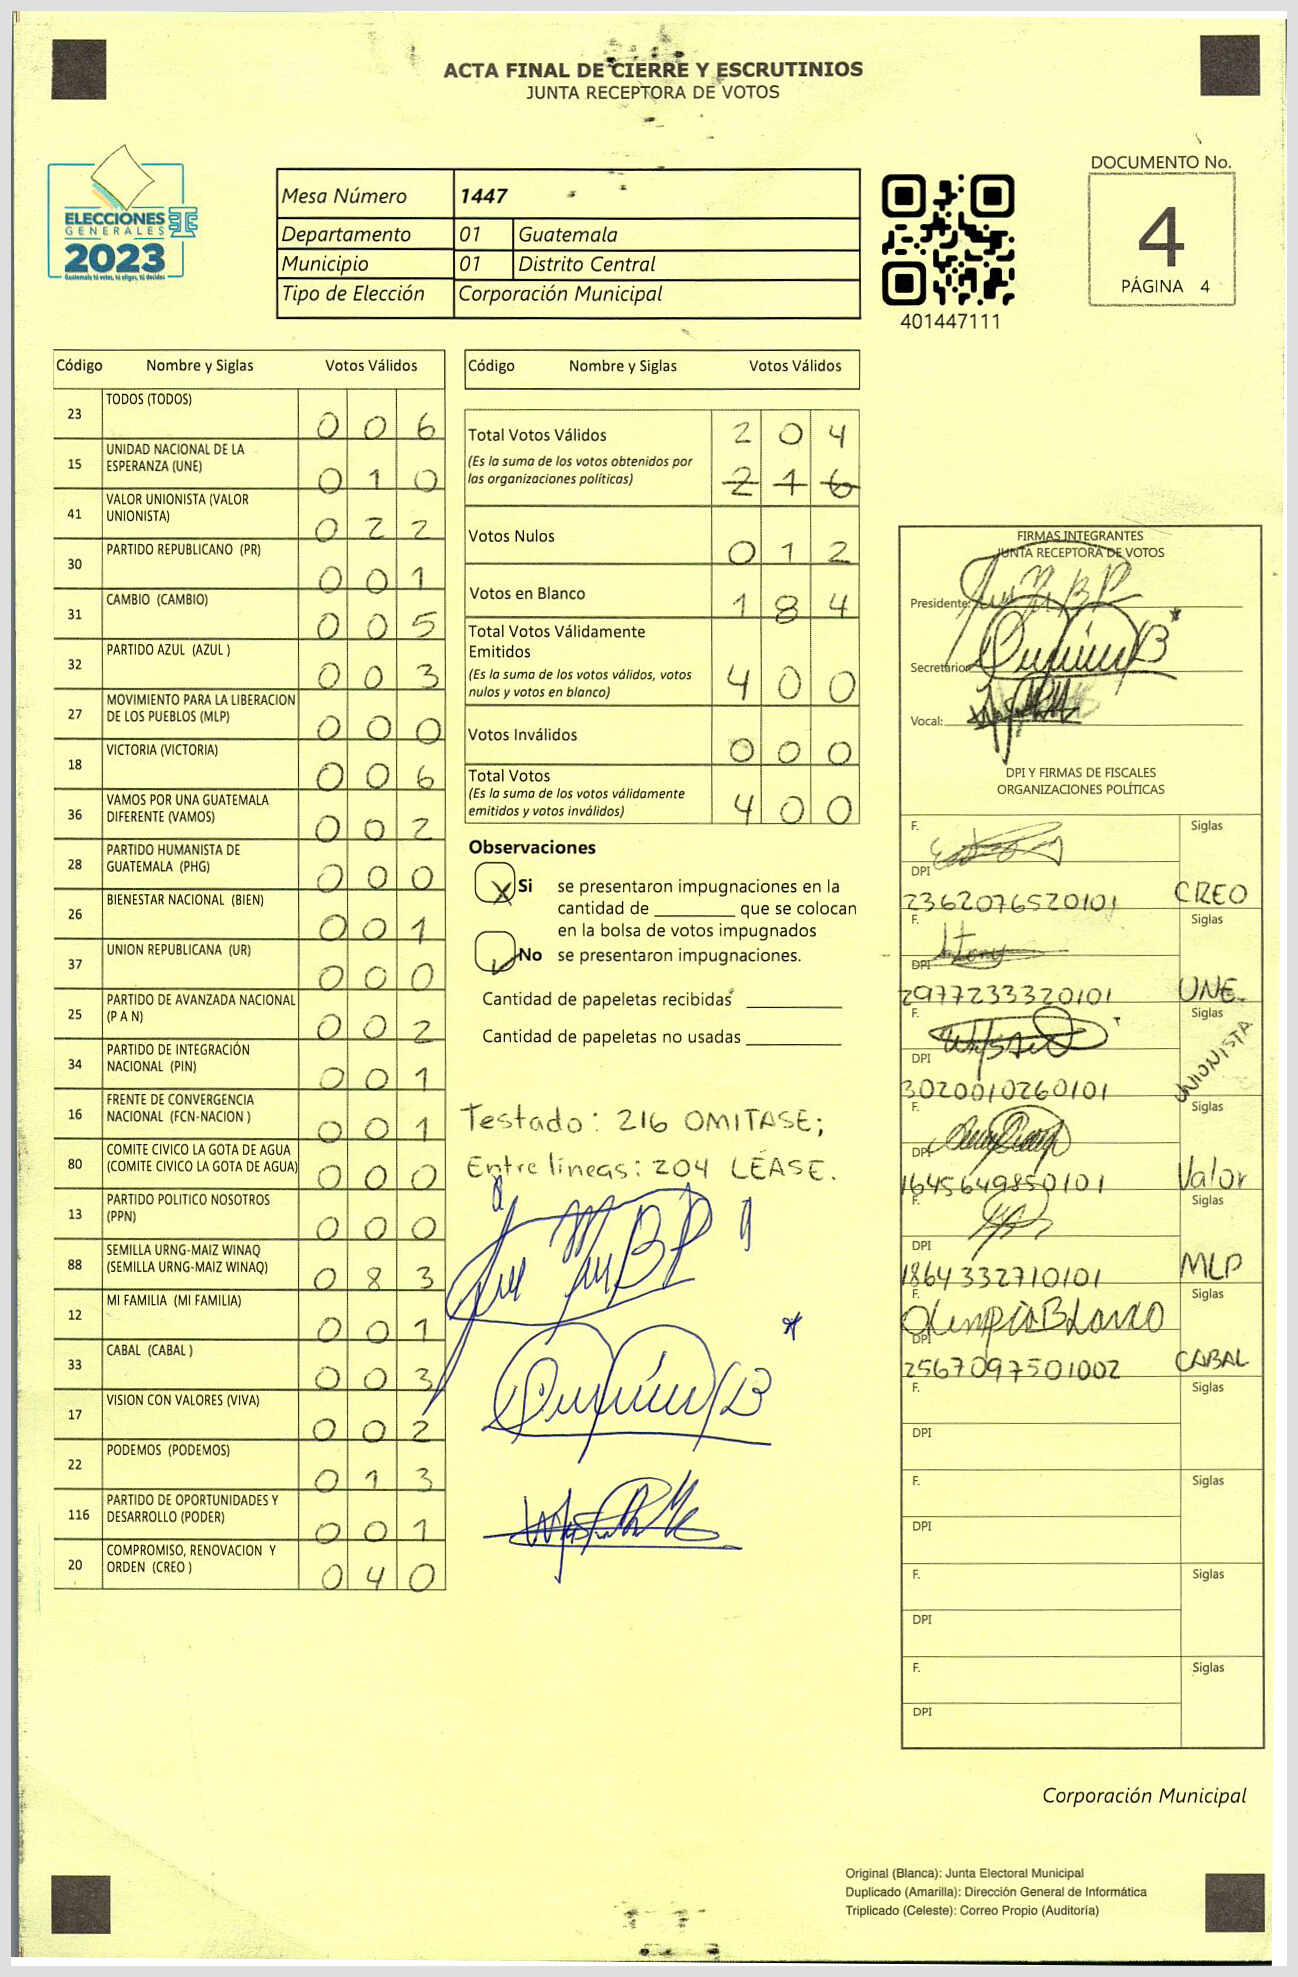 ACTA FINAL DE CIERRE Y ESCRUTINIOS
JUNTA RECEPTORA DE VOTOS
ELECCIONES
GENERALES
2023
Guatemala tú votes, tú eliges, tú decides
Mesa Número 1447
Departamento 01 Guatemala
Municipio 01 Distrito Central
Tipo de Elección Corporación Municipal
401447111
DOCUMENTO No.
4
PÁGINA 4
Código Nombre y Siglas Votos Válidos
23 TODOS (TODOS) 0 0 6
15 UNIDAD NACIONAL DE LA
ESPERANZA (UNE) 0 1 0
41 VALOR UNIONISTA (VALOR
UNIONISTA) 0 2 2
30 PARTIDO REPUBLICANO (PR) 0 0 1
31 CAMBIO (CAMBIO) 0 0 5
32 PARTIDO AZUL (AZUL ) 0 0 3
27 MOVIMIENTO PARA LA LIBERACION
DE LOS PUEBLOS (MLP) 0 0 0
18 VICTORIA (VICTORIA) 0 0 6
36 VAMOS POR UNA GUATEMALA
DIFERENTE (VAMOS) 0 0 2
28 PARTIDO HUMANISTA DE
GUATEMALA (PHG) 0 0 0
26 BIENESTAR NACIONAL (BIEN) 0 0 1
37 UNION REPUBLICANA (UR) 0 0 0
25 PARTIDO DE AVANZADA NACIONAL
(P A N) 0 0 2
34 PARTIDO DE INTEGRACIÓN
NACIONAL (PIN) 0 0 1
16 FRENTE DE CONVERGENCIA
NACIONAL (FCN-NACION ) 0 0 1
80 COMITE CIVICO LA GOTA DE AGUA
(COMITE CIVICO LA GOTA DE AGUA) 0 0 0
13 PARTIDO POLITICO NOSOTROS
(PPN) 0 0 0
88 SEMILLA URNG-MAIZ WINAQ
(SEMILLA URNG-MAIZ WINAQ) 0 8 3
12 MI FAMILIA (MI FAMILIA) 0 0 1
33 CABAL (CABAL ) 0 0 3
17 VISION CON VALORES (VIVA) 0 0 2
22 PODEMOS (PODEMOS) 0 1 3
116 PARTIDO DE OPORTUNIDADES Y
DESARROLLO (PODER) 0 0 1
20 COMPROMISO, RENOVACION Y
ORDEN (CREO ) 0 4 0
Código Nombre y Siglas Votos Válidos
Total Votos Válidos 2 0 4
(Es la suma de los votos obtenidos por
las organizaciones políticas) 2 1 6
Votos Nulos 0 1 2
Votos en Blanco 1 8 4
Total Votos Válidamente
Emitidos
(Es la suma de los votos válidos, votos
nulos y votos en blanco) 4 0 0
Votos Inválidos 0 0 0
Total Votos
(Es la suma de los votos válidamente
emitidos y votos inválidos) 4 0 0
Observaciones
X Si se presentaron impugnaciones en la
cantidad de ________ que se colocan
en la bolsa de votos impugnados
No se presentaron impugnaciones.
Cantidad de papeletas recibidas __________
Cantidad de papeletas no usadas __________
Testado: 216 OMITASE;
Entre lineas: 204 LÉASE.
FIRMAS INTEGRANTES
JUNTA RECEPTORA DE VOTOS
Presidente:
Secretario:
Vocal:
DPI Y FIRMAS DE FISCALES
ORGANIZACIONES POLÍTICAS
F. Siglas
DPI
2362076520101 CREO
F. Siglas
DPI
2977233320101 UNE.
F. Siglas
DPI UNIONISTA
3020010260101
F. Siglas
DPI
1645649850101 Valor
F. Siglas
DPI
1864332710101 MLP
F. Siglas
Olimpia Blanco
DPI
2567097501002 CABAL
F. Siglas
DPI
F. Siglas
DPI
F. Siglas
DPI
F. Siglas
DPI
Corporación Municipal
Original (Blanca): Junta Electoral Municipal
Duplicado (Amarilla): Dirección General de Informática
Triplicado (Celeste): Correo Propio (Auditoría)